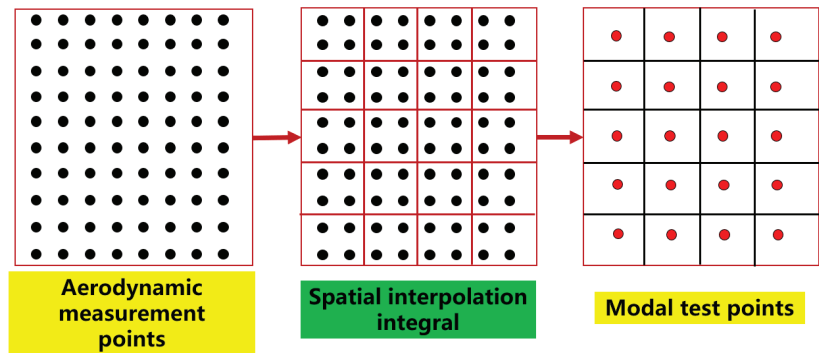 Aerodynamic
measurement
points
Spatial interpolation
integral
Modal test points